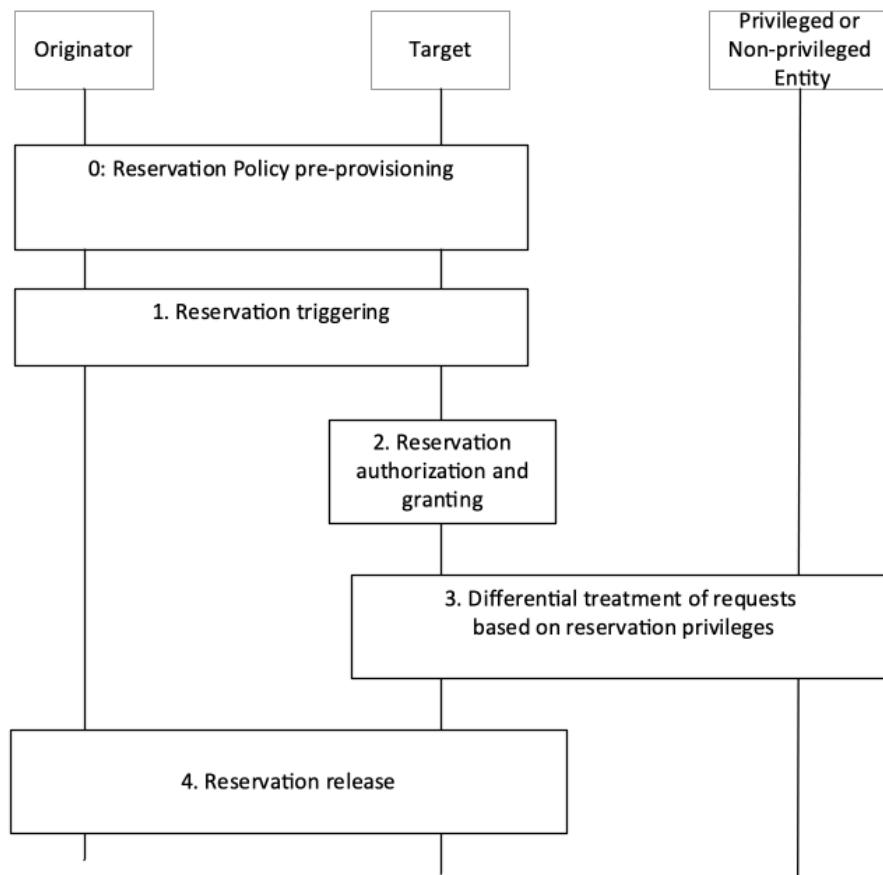 Originator
Target
Privileged or
Non-privileged
Entity
0: Reservation Policy pre-provisioning
1. Reservation triggering
2. Reservation
authorization and
granting
3. Differential treatment of requests
based on reservation privileges
4. Reservation release